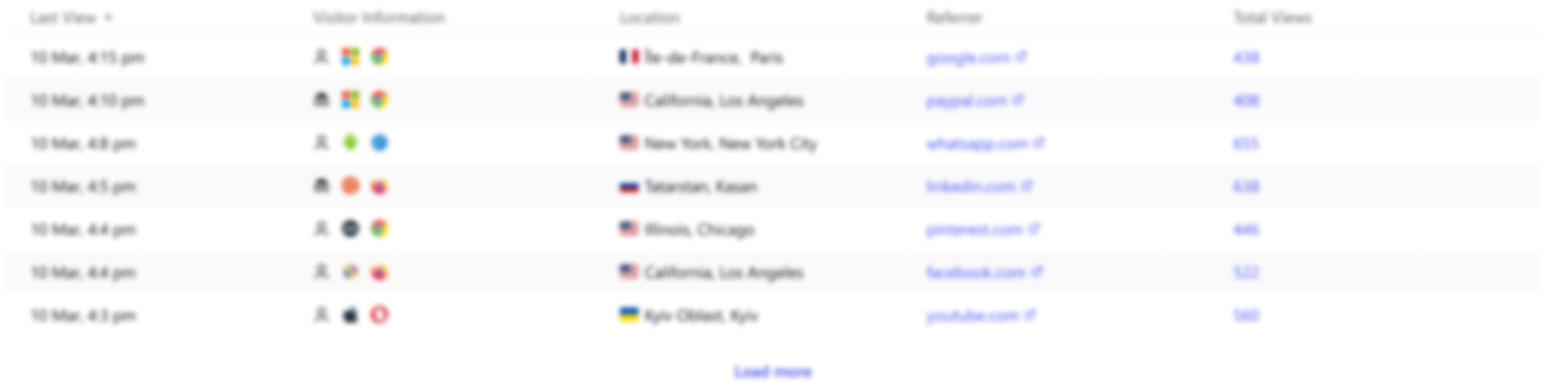 Last View
Visitor Information
Location
Referrer
Total Views
10 Mar, 4:15 pm Île-de-France, Paris google.com 438
10 Mar, 4:10 pm California, Los Angeles paypal.com 408
10 Mar, 4:8 pm New York, New York City whatsapp.com 655
10 Mar, 4:5 pm Tatarstan, Kasan linkedin.com 638
10 Mar, 4:4 pm Illinois, Chicago pinterest.com 446
10 Mar, 4:4 pm California, Los Angeles facebook.com 522
10 Mar, 4:3 pm Kyiv Oblast, Kyiv youtube.com 560
Load more